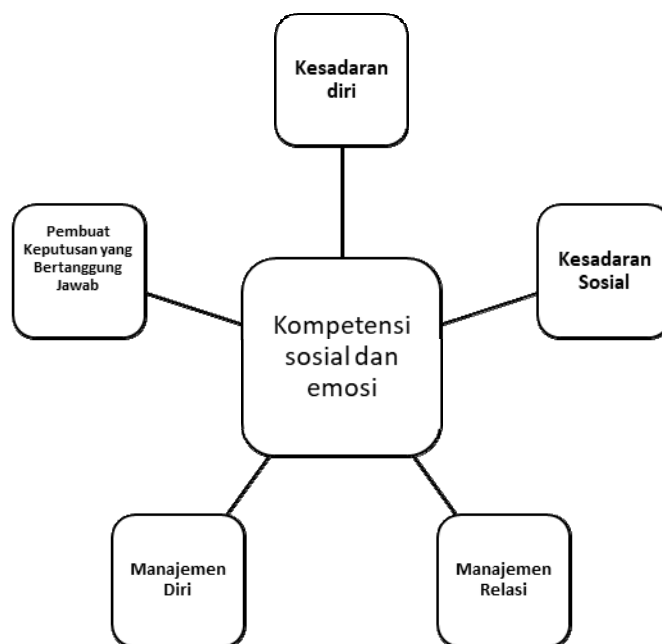 Kesadaran
diri
Pembuat
Keputusan yang
Bertanggung
Jawab
Kesadaran
Sosial
Kompetensi
sosial dan
emosi
Manajemen
Diri
Manajemen
Relasi